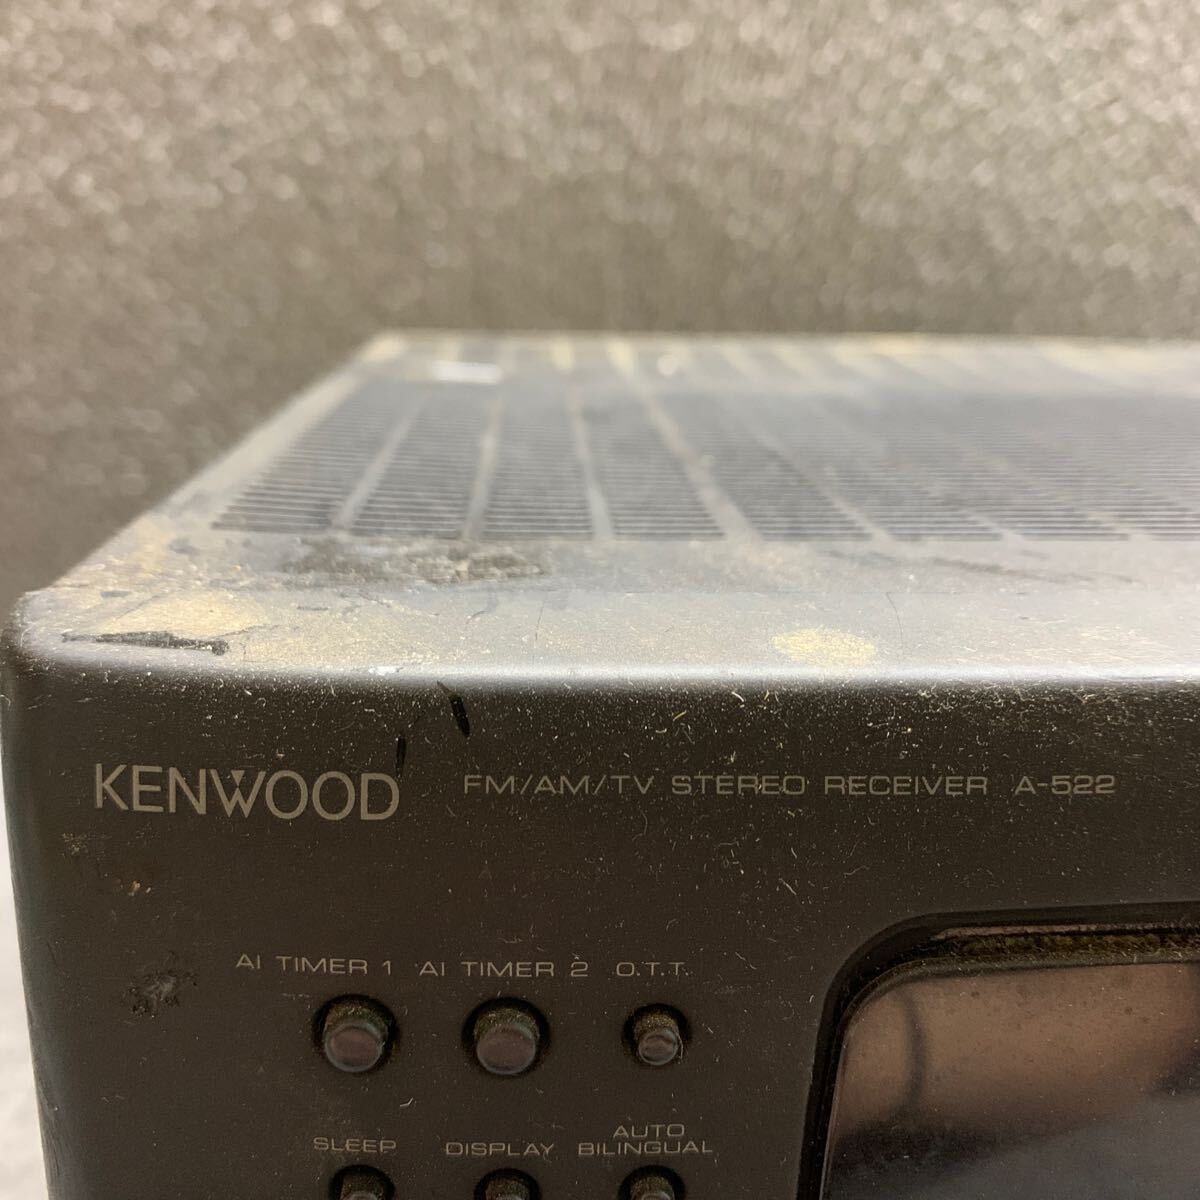 KENWOOD FM/AM/TV STEREO RECEIVER A-522
AI TIMER 1 AI TIMER 2 O.T.T.
SLEEP DISPLAY AUTO BILINGUAL